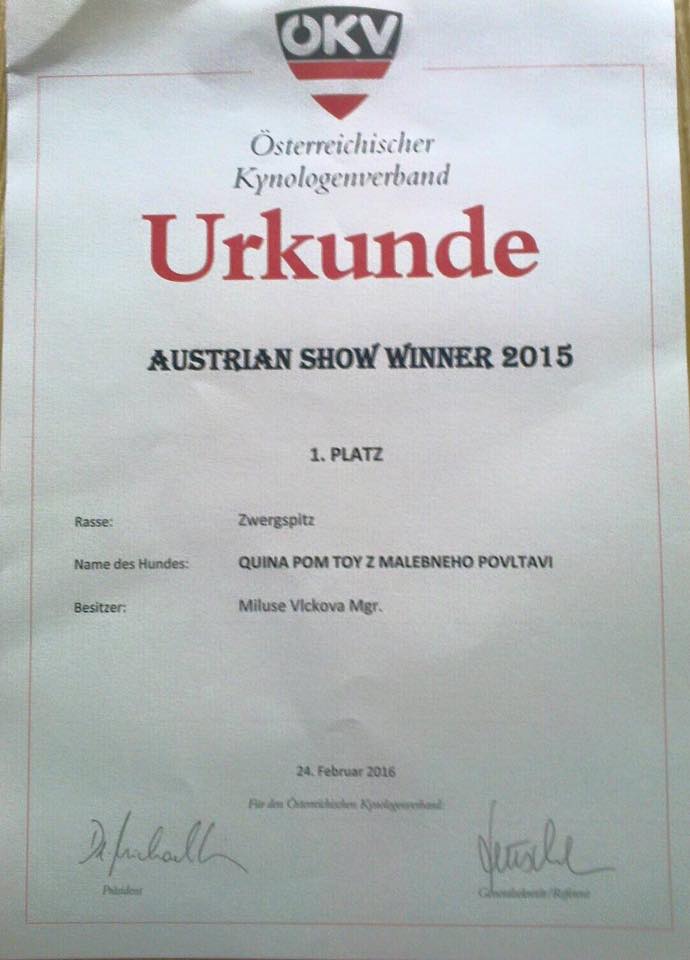 ÖKV
Österreichischer
Kynologenverband
Urkunde
AUSTRIAN SHOW WINNER 2015
1. PLATZ
Rasse: Zwergspitz
Name des Hundes: QUINA POM TOY Z MALEBNEHO POVLTAVI
Besitzer: Miluse Vlckova Mgr.
24. Februar 2016
Für den Österreichischen Kynologenverband:
Präsident